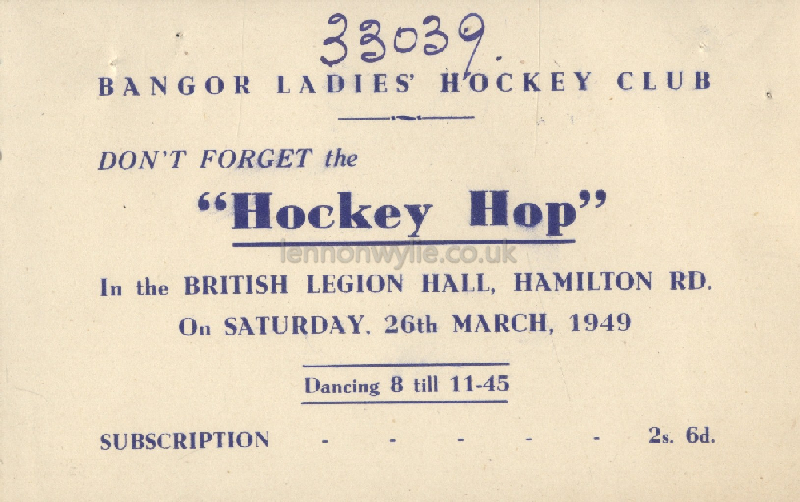 33039.
BANGOR LADIES' HOCKEY CLUB
DON'T FORGET the
"Hockey Hop"
lennonwylie.co.uk
In the BRITISH LEGION HALL, HAMILTON RD.
On SATURDAY. 26th MARCH, 1949
Dancing 8 till 11-45
SUBSCRIPTION - - - - - 2s. 6d.